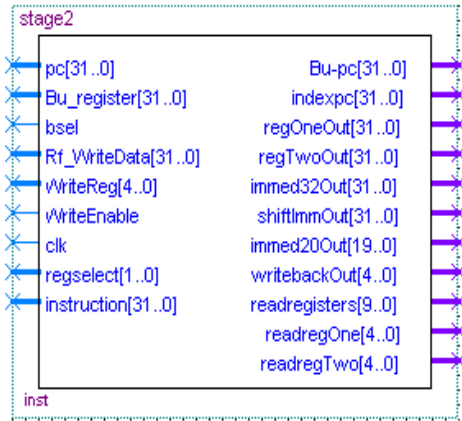 stage2
pc[31..0] Bu-pc[31..0]
Bu_register[31..0] indexpc[31..0]
bsel regOneOut[31..0]
Rf_WriteData[31..0] regTwoOut[31..0]
WriteReg[4..0] immed32Out[31..0]
WriteEnable shiftImmOut[31..0]
clk immed20Out[19..0]
regselect[1..0] writebackOut[4..0]
instruction[31..0] readregisters[9..0]
readregOne[4..0]
readregTwo[4..0]
inst